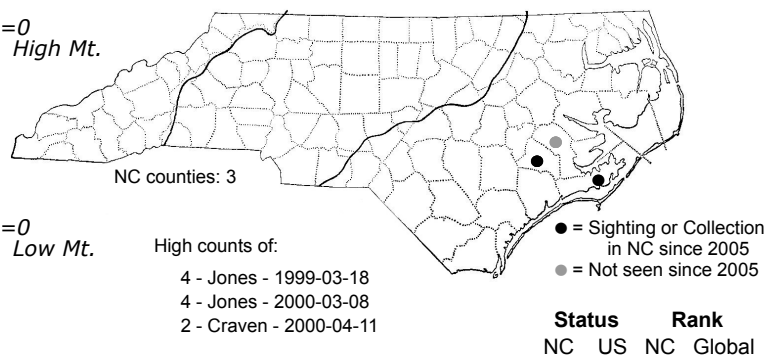 =0
High Mt.
NC counties: 3
=0
Low Mt.
High counts of:
4 - Jones - 1999-03-18
4 - Jones - 2000-03-08
2 - Craven - 2000-04-11
● = Sighting or Collection
in NC since 2005
● = Not seen since 2005
Status Rank
NC US NC Global